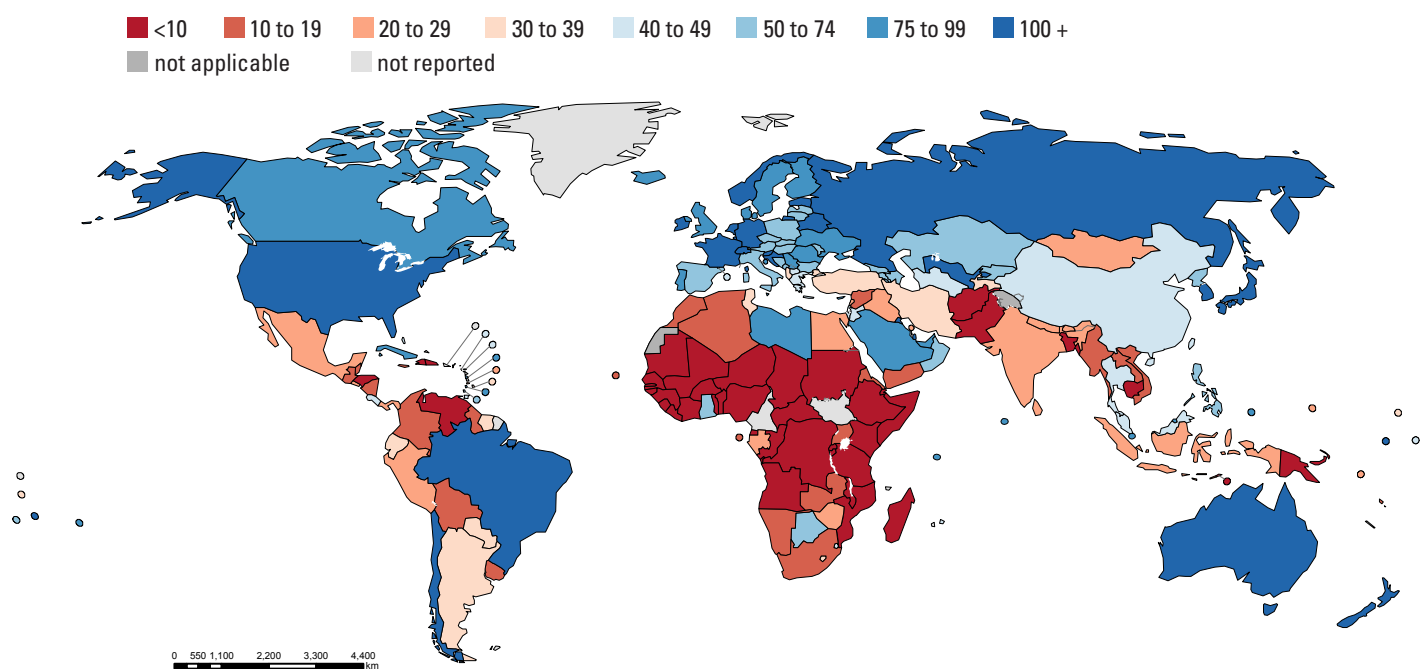 <10 10 to 19 20 to 29 30 to 39 40 to 49 50 to 74 75 to 99 100 +
not applicable not reported
0 550 1,100 2,200 3,300 4,400
km